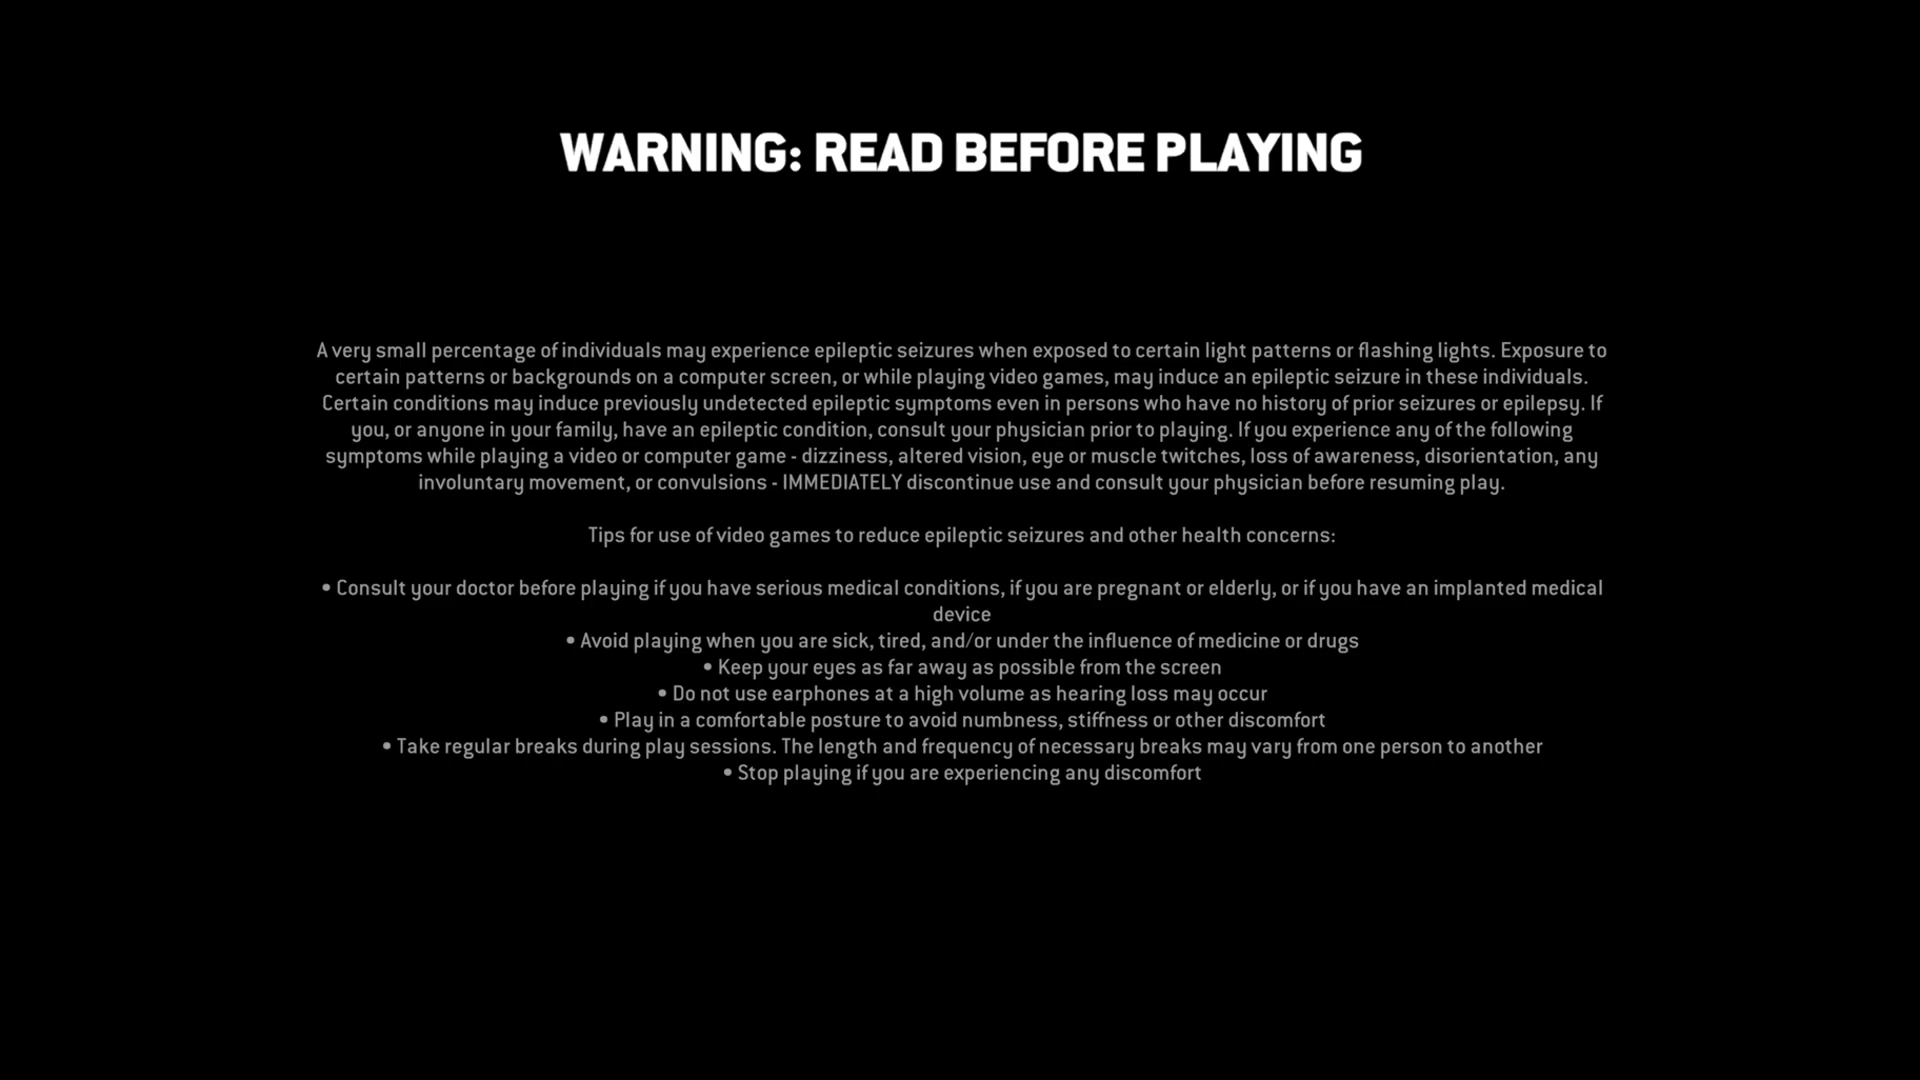 WARNING: READ BEFORE PLAYING
A very small percentage of individuals may experience epileptic seizures when exposed to certain light patterns or flashing lights. Exposure to
certain patterns or backgrounds on a computer screen, or while playing video games, may induce an epileptic seizure in these individuals.
Certain conditions may induce previously undetected epileptic symptoms even in persons who have no history of prior seizures or epilepsy. If
you, or anyone in your family, have an epileptic condition, consult your physician prior to playing. If you experience any of the following
symptoms while playing a video or computer game - dizziness, altered vision, eye or muscle twitches, loss of awareness, disorientation, any
involuntary movement, or convulsions - IMMEDIATELY discontinue use and consult your physician before resuming play.
Tips for use of video games to reduce epileptic seizures and other health concerns:
• Consult your doctor before playing if you have serious medical conditions, if you are pregnant or elderly, or if you have an implanted medical
device
• Avoid playing when you are sick, tired, and/or under the influence of medicine or drugs
• Keep your eyes as far away as possible from the screen
• Do not use earphones at a high volume as hearing loss may occur
• Play in a comfortable posture to avoid numbness, stiffness or other discomfort
• Take regular breaks during play sessions. The length and frequency of necessary breaks may vary from one person to another
• Stop playing if you are experiencing any discomfort